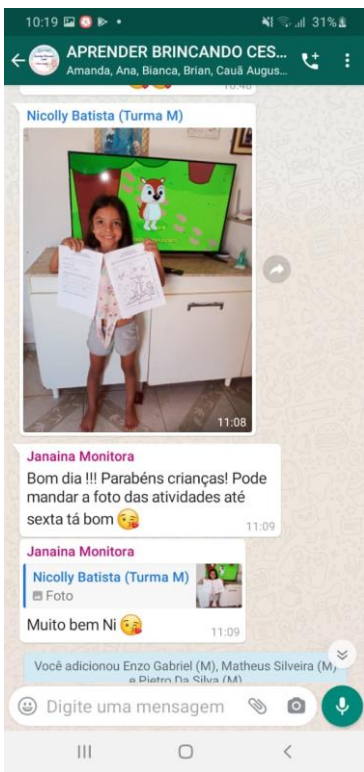 10:19
31%
APRENDER BRINCANDO CES...
Amanda, Ana, Bianca, Brian, Cauã Augus...
10:48
Nicolly Batista (Turma M)
11:08
Janaina Monitora
Bom dia !!! Parabéns crianças! Pode
mandar a foto das atividades até
sexta tá bom
11:09
Janaina Monitora
Nicolly Batista (Turma M)
Foto
Muito bem Ni
11:09
Você adicionou Enzo Gabriel (M), Matheus Silveira (M)
e Pietro Da Silva (M)
Digite uma mensagem